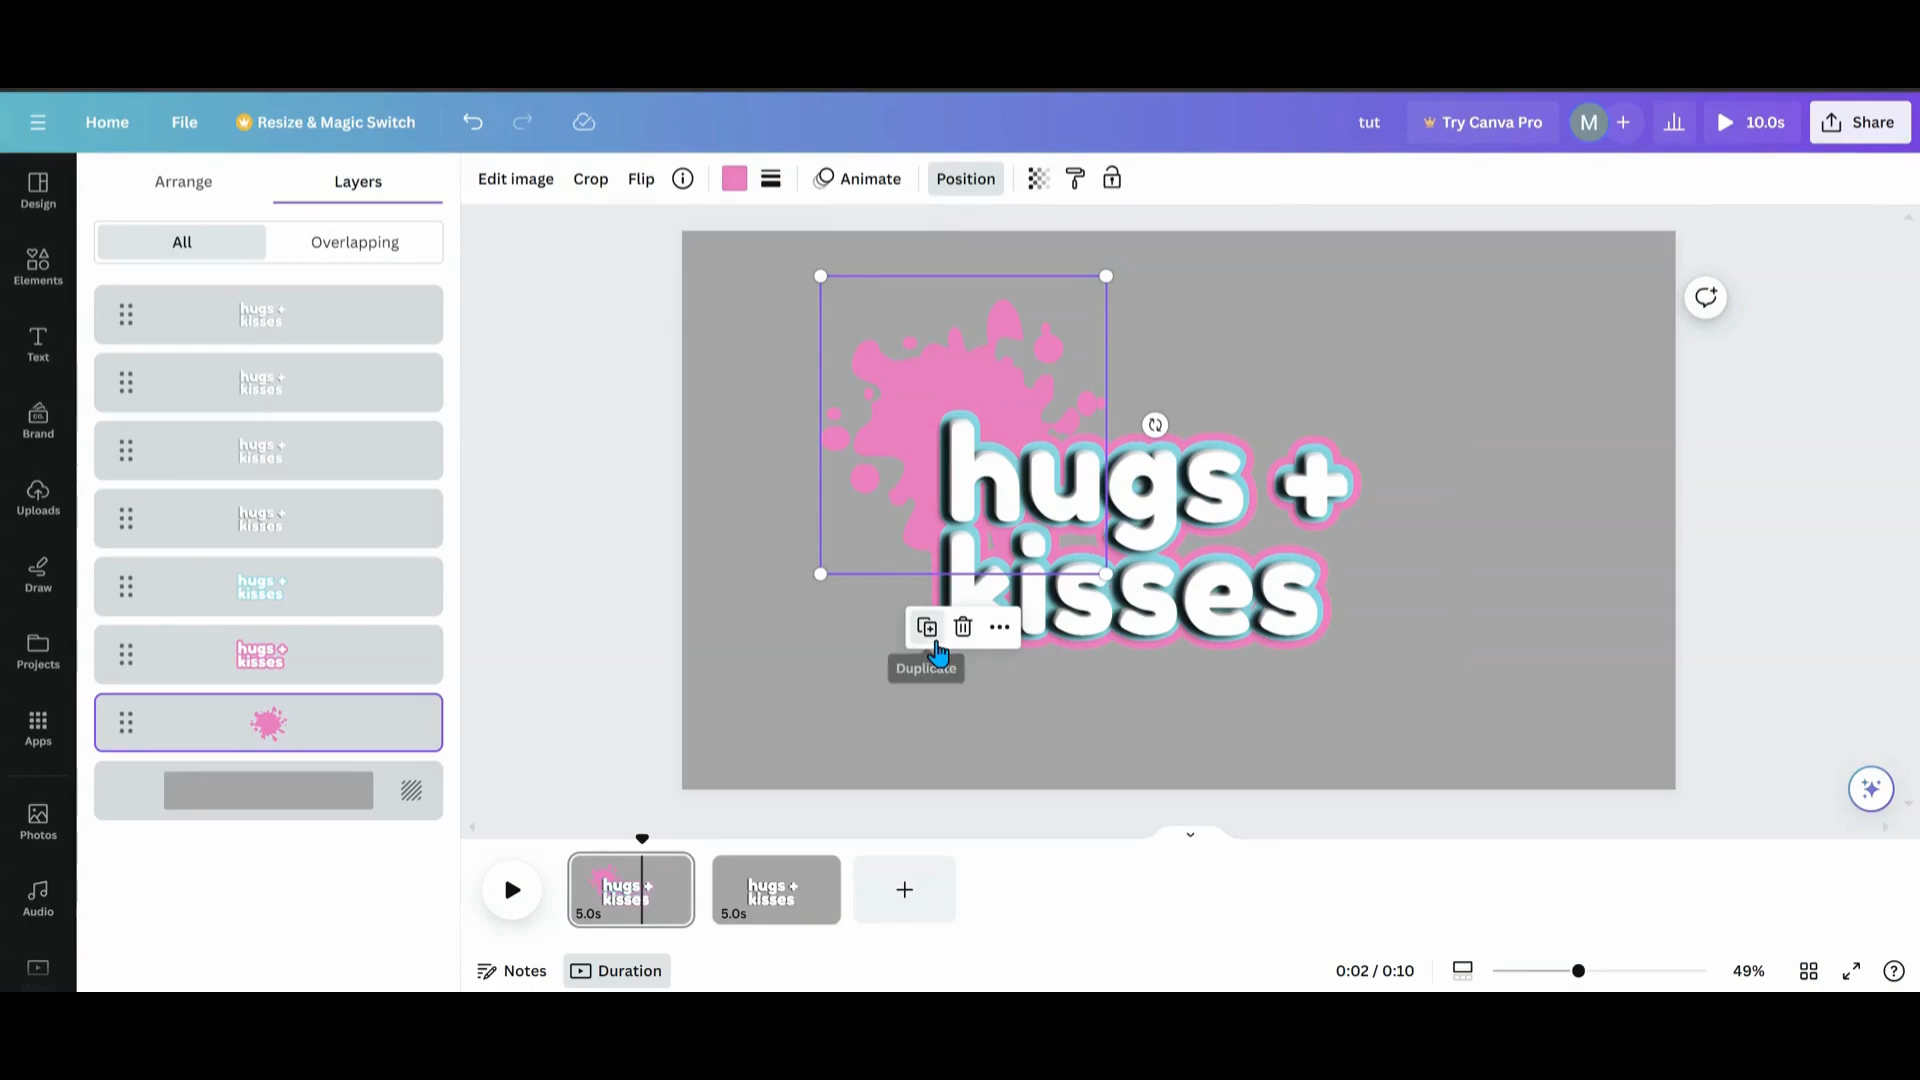 Home File Resize & Magic Switch tut Try Canva Pro M 10.0s Share
Design
Elements
Text
Brand
Uploads
Draw
Projects
Apps
Photos
Audio
Arrange Layers
All Overlapping
hugs +
kisses
hugs +
kisses
hugs +
kisses
hugs +
kisses
hugs +
kisses
hugs +
kisses
Edit image Crop Flip Animate Position
hugs +
kisses
Duplicate
hugs +
kisses
5.0s
hugs +
kisses
5.0s
Notes Duration 0:02 / 0:10 49%